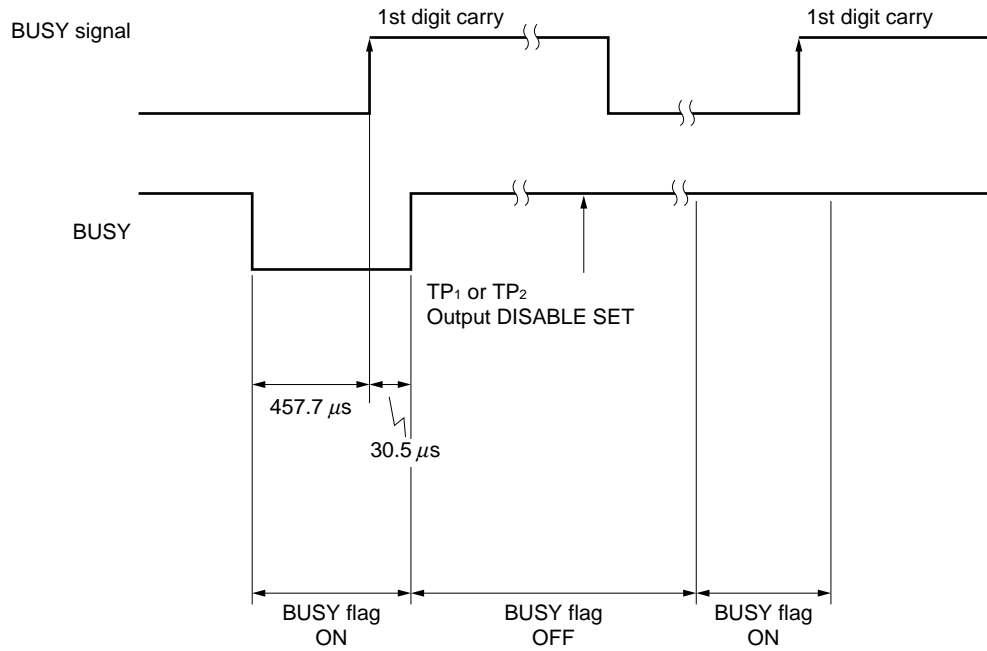 1st digit carry
1st digit carry
BUSY signal
BUSY
TP₁ or TP₂
Output DISABLE SET
457.7 μs
30.5 μs
BUSY flag
ON
BUSY flag
OFF
BUSY flag
ON